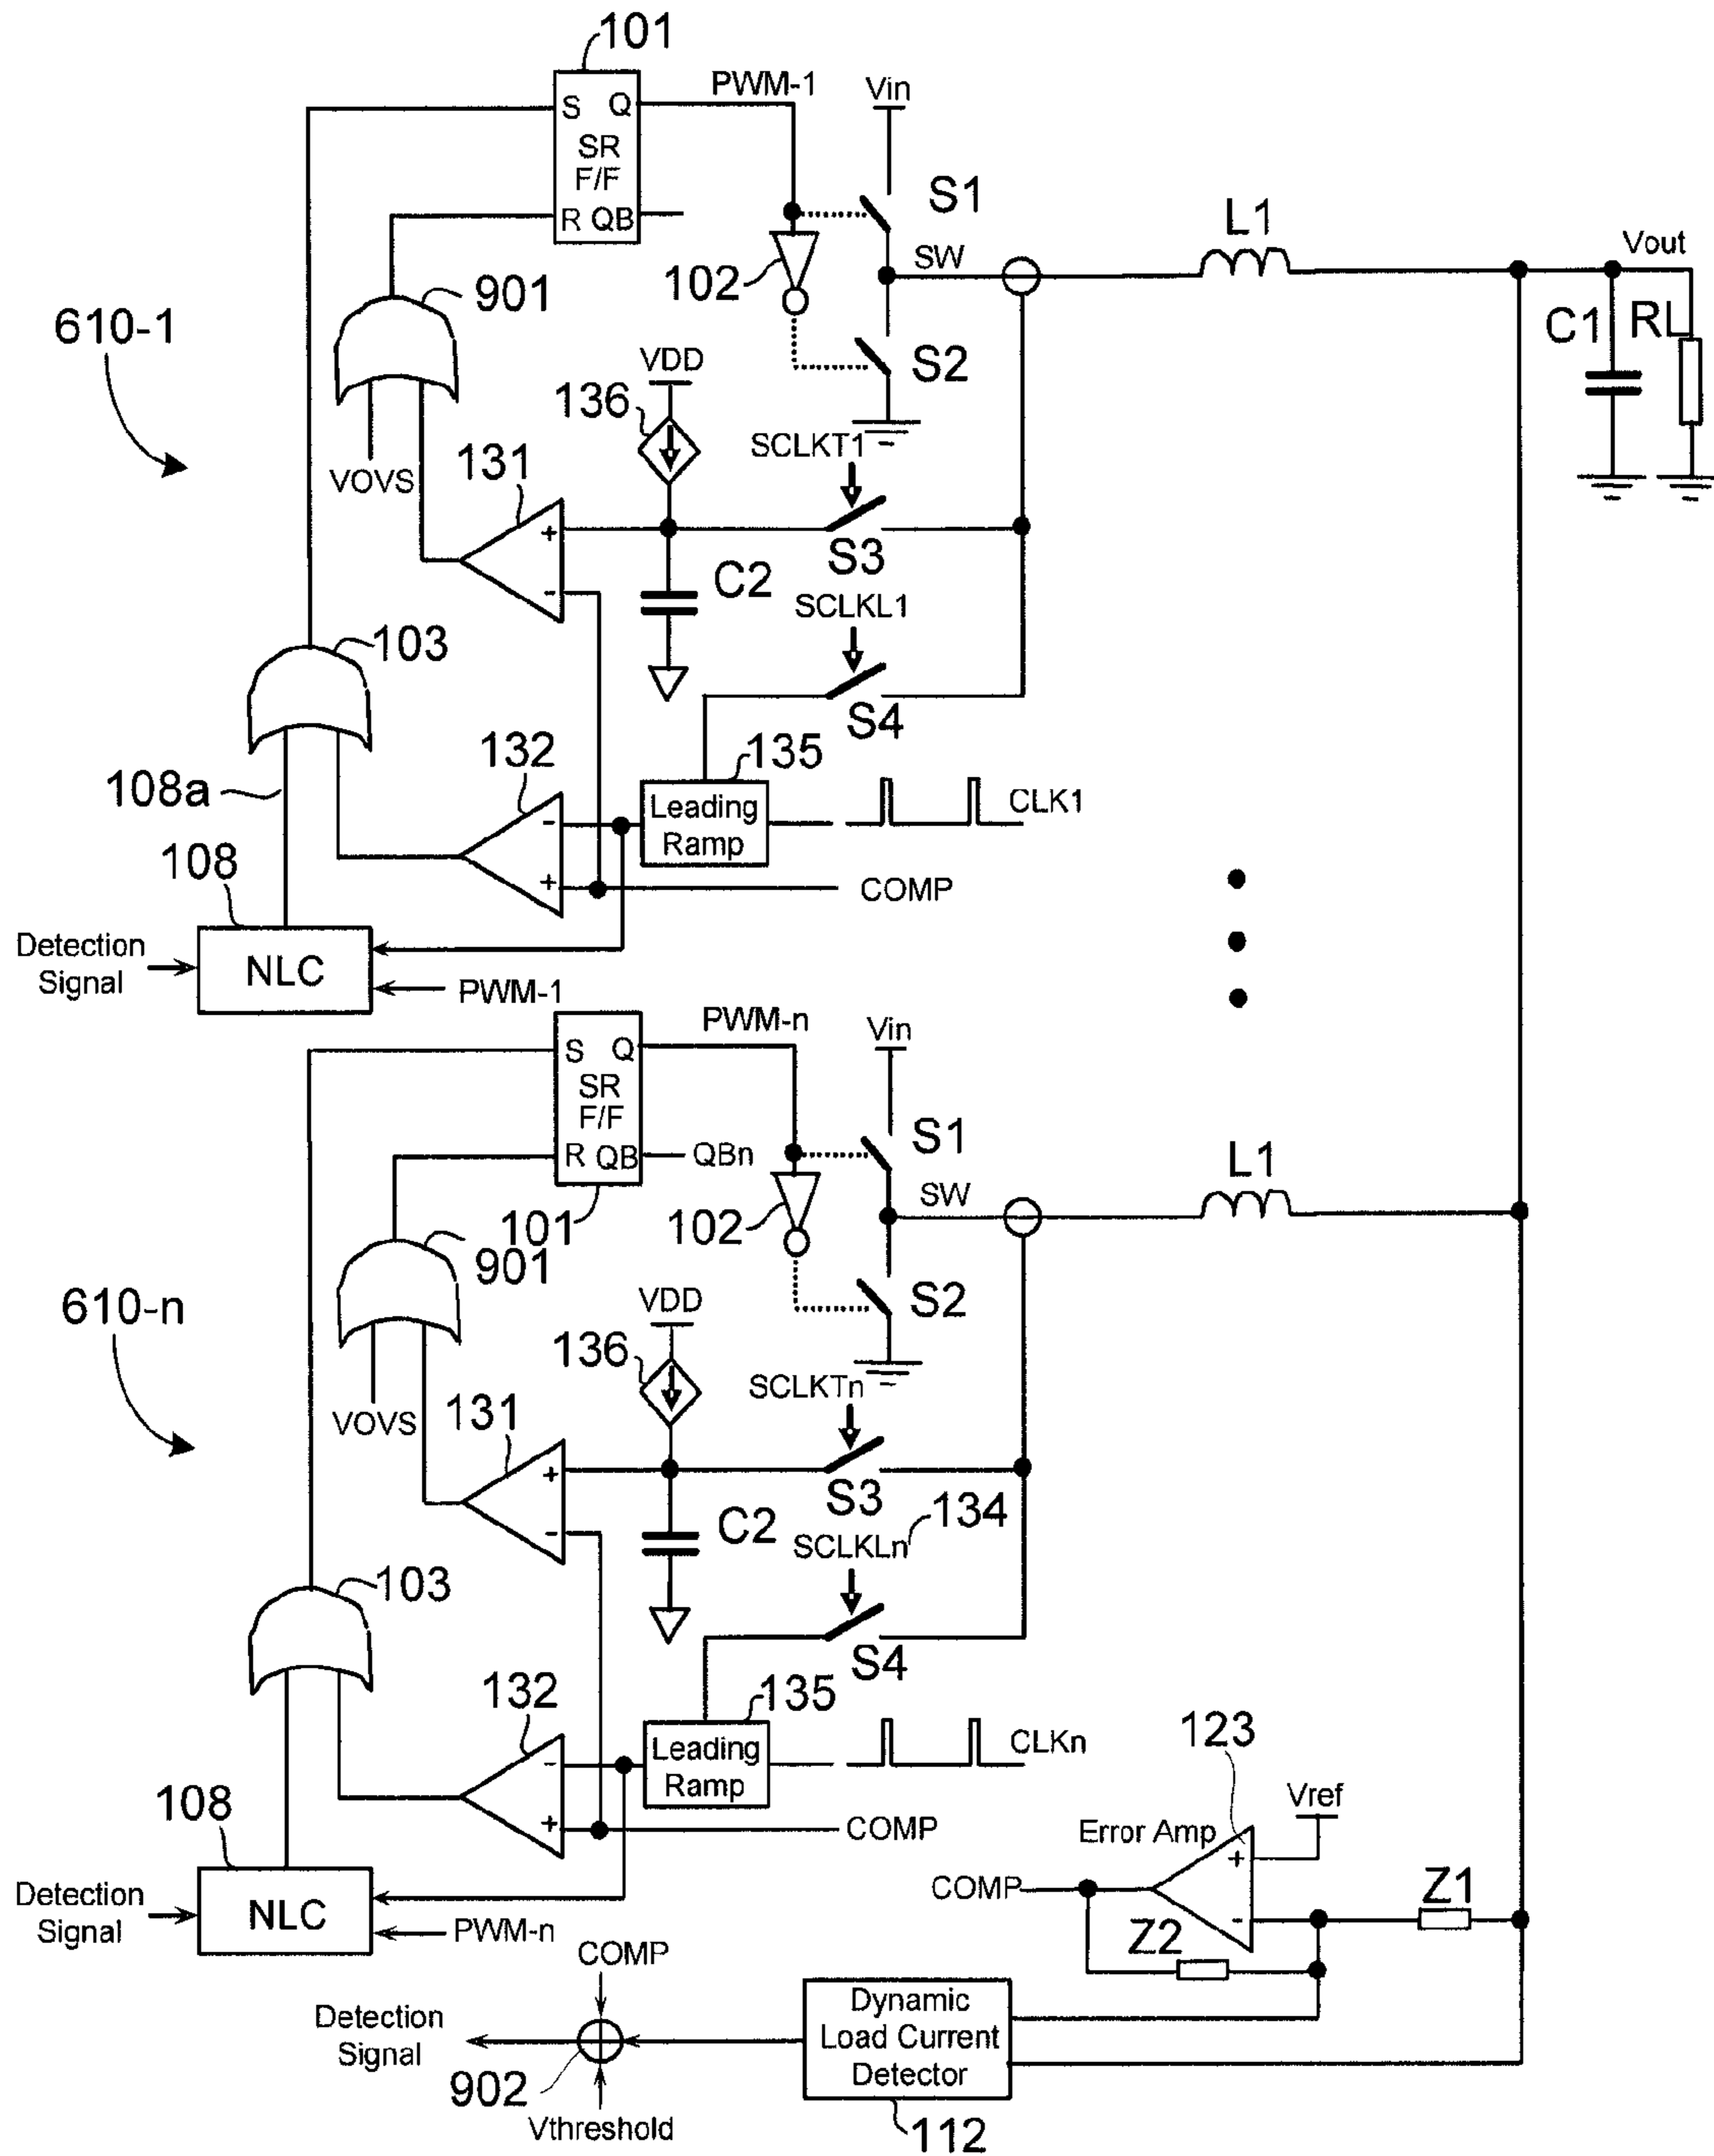 101
PWM-1
Vin
S Q
SR
F/F
R QB
S1
L1
Vout
SW
102
901
C1
RL
610-1
S2
VDD
136
SCLKT1
131
VOVS
+
S3
C2
-
SCLKL1
103
S4
132
135
108a
-
Leading
Ramp
CLK1
108
+
COMP
Detection
Signal
NLC
PWM-1
PWM-n
Vin
S Q
SR
F/F
R QB
QBn
S1
L1
SW
101
102
901
S2
610-n
VDD
136
SCLKTn
131
VOVS
+
S3
134
C2
-
SCLKLn
103
S4
132
135
-
Leading
Ramp
CLKn
123
Vref
108
+
COMP
Error Amp
+
COMP
Z1
Detection
Signal
NLC
-
PWM-n
Z2
COMP
Dynamic
Load Current
Detector
Detection
Signal
902
Vthreshold
112